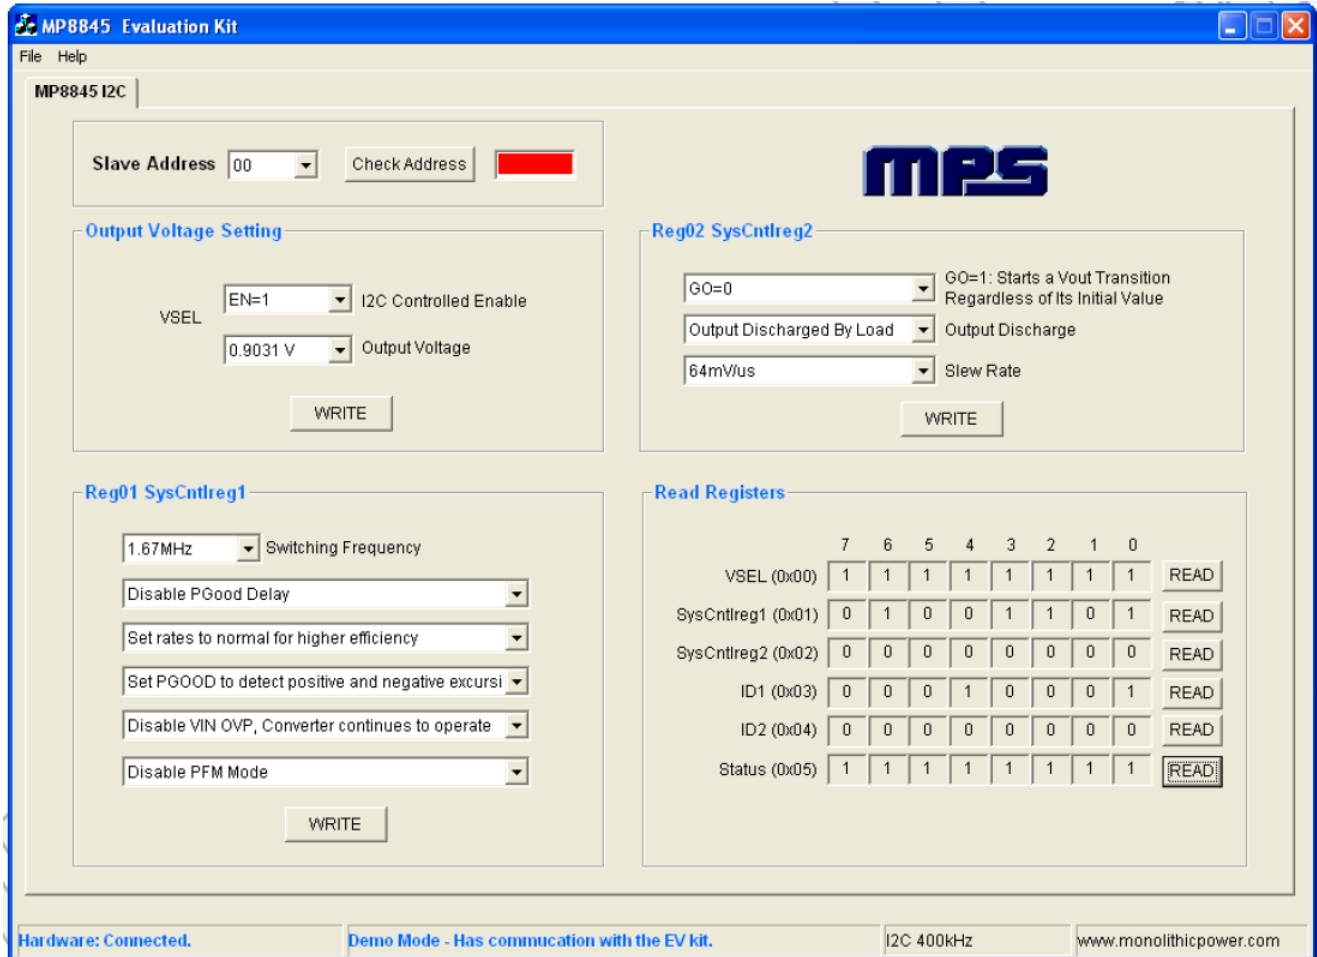 MP8845 Evaluation Kit
File Help
MP8845 I2C
Slave Address 00 Check Address
MPS
Output Voltage Setting
VSEL
EN=1 I2C Controlled Enable
0.9031 V Output Voltage
WRITE
Reg02 SysCntlreg2
GO=0 GO=1: Starts a Vout Transition
Regardless of Its Initial Value
Output Discharged By Load Output Discharge
64mV/us Slew Rate
WRITE
Reg01 SysCntlreg1
1.67MHz Switching Frequency
Disable PGood Delay
Set rates to normal for higher efficiency
Set PGOOD to detect positive and negative excursi
Disable VIN OVP, Converter continues to operate
Disable PFM Mode
WRITE
Read Registers
7 6 5 4 3 2 1 0
VSEL (0x00) 1 1 1 1 1 1 1 1 READ
SysCntlreg1 (0x01) 0 1 0 0 1 1 0 1 READ
SysCntlreg2 (0x02) 0 0 0 0 0 0 0 0 READ
ID1 (0x03) 0 0 0 1 0 0 0 1 READ
ID2 (0x04) 0 0 0 0 0 0 0 0 READ
Status (0x05) 1 1 1 1 1 1 1 1 READ
Hardware: Connected. Demo Mode - Has commucation with the EV kit. I2C 400kHz www.monolithicpower.com